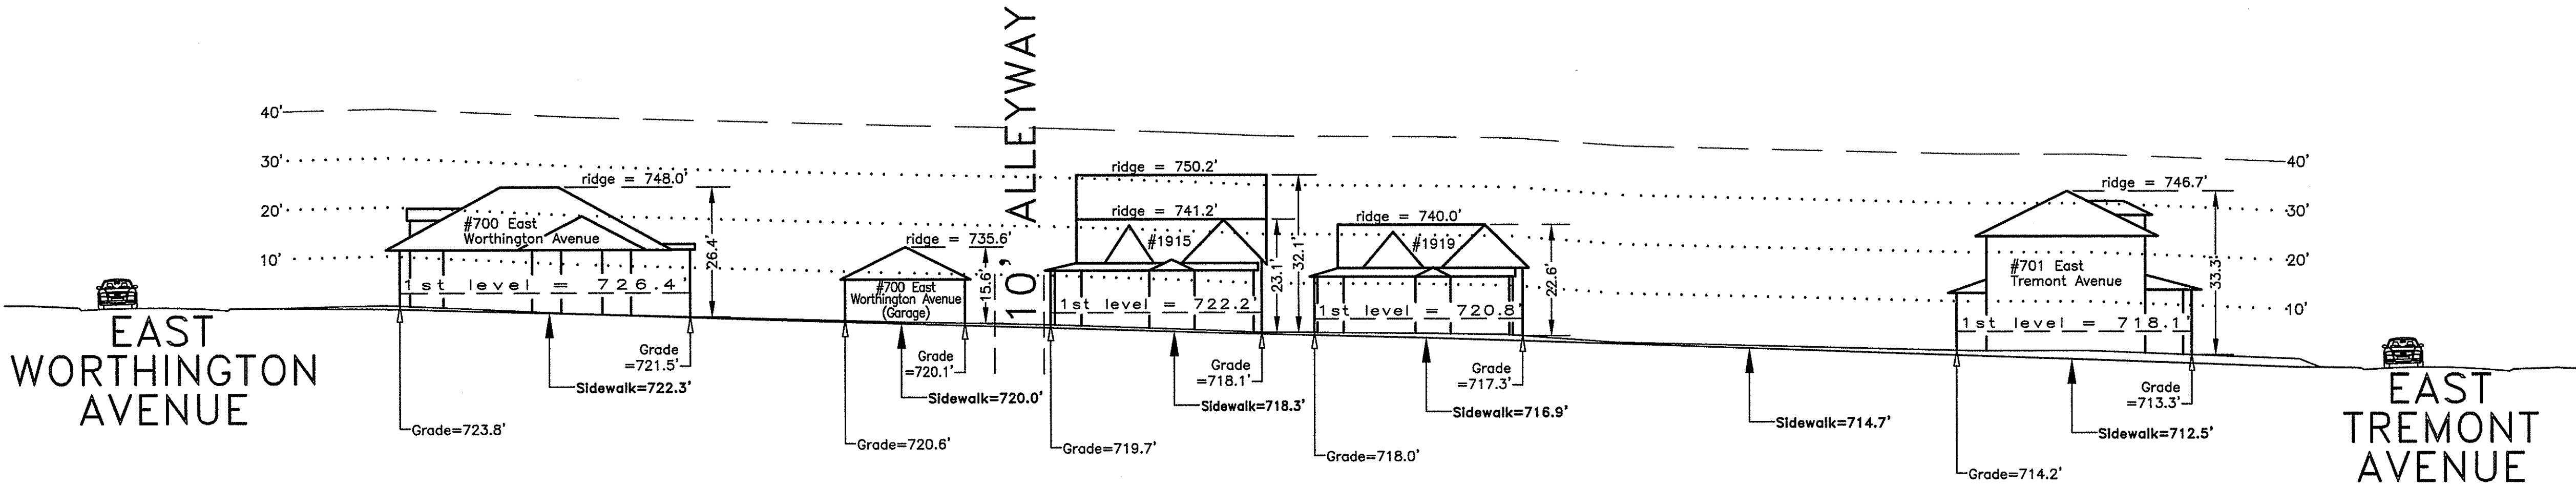 EAST
WORTHINGTON
AVENUE
40'
30'
20'
10'
ridge = 748.0'
#700 East
Worthington Avenue
1st level = 726.4'
26.4'
Grade=723.8'
Sidewalk=722.3'
Grade
=721.5'
ridge = 735.6'
#700 East
Worthington Avenue
(Garage)
15.6'
Grade=720.6'
Sidewalk=720.0'
Grade
=720.1'
10' ALLEYWAY
ridge = 750.2'
ridge = 741.2'
#1915
1st level = 722.2'
23.1'
32.1'
Grade=719.7'
Sidewalk=718.3'
Grade
=718.1'
ridge = 740.0'
#1919
1st level = 720.8'
22.6'
Grade=718.0'
Sidewalk=716.9'
Grade
=717.3'
Sidewalk=714.7'
ridge = 746.7'
#701 East
Tremont Avenue
1st level = 718.1'
33.3'
Grade=714.2'
Sidewalk=712.5'
Grade
=713.3'
40'
30'
20'
10'
EAST
TREMONT
AVENUE